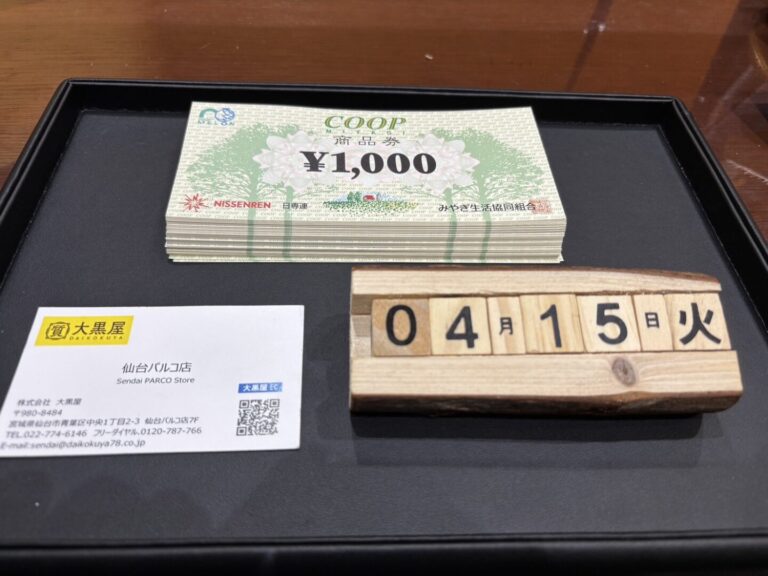 MELON
COOP
MIYAGI
商品券
¥1,000
NISSENREN 日専連
みやぎ生活協同組合
質 大黒屋
DAIKOKUYA
仙台パルコ店
Sendai PARCO Store
大黒屋 EC
株式会社 大黒屋
〒980-8484
宮城県仙台市青葉区中央1丁目2-3 仙台パルコ店7F
TEL.022-774-6146 フリーダイヤル.0120-787-766
E-mail:sendai@daikokuya78.co.jp
04月15日火